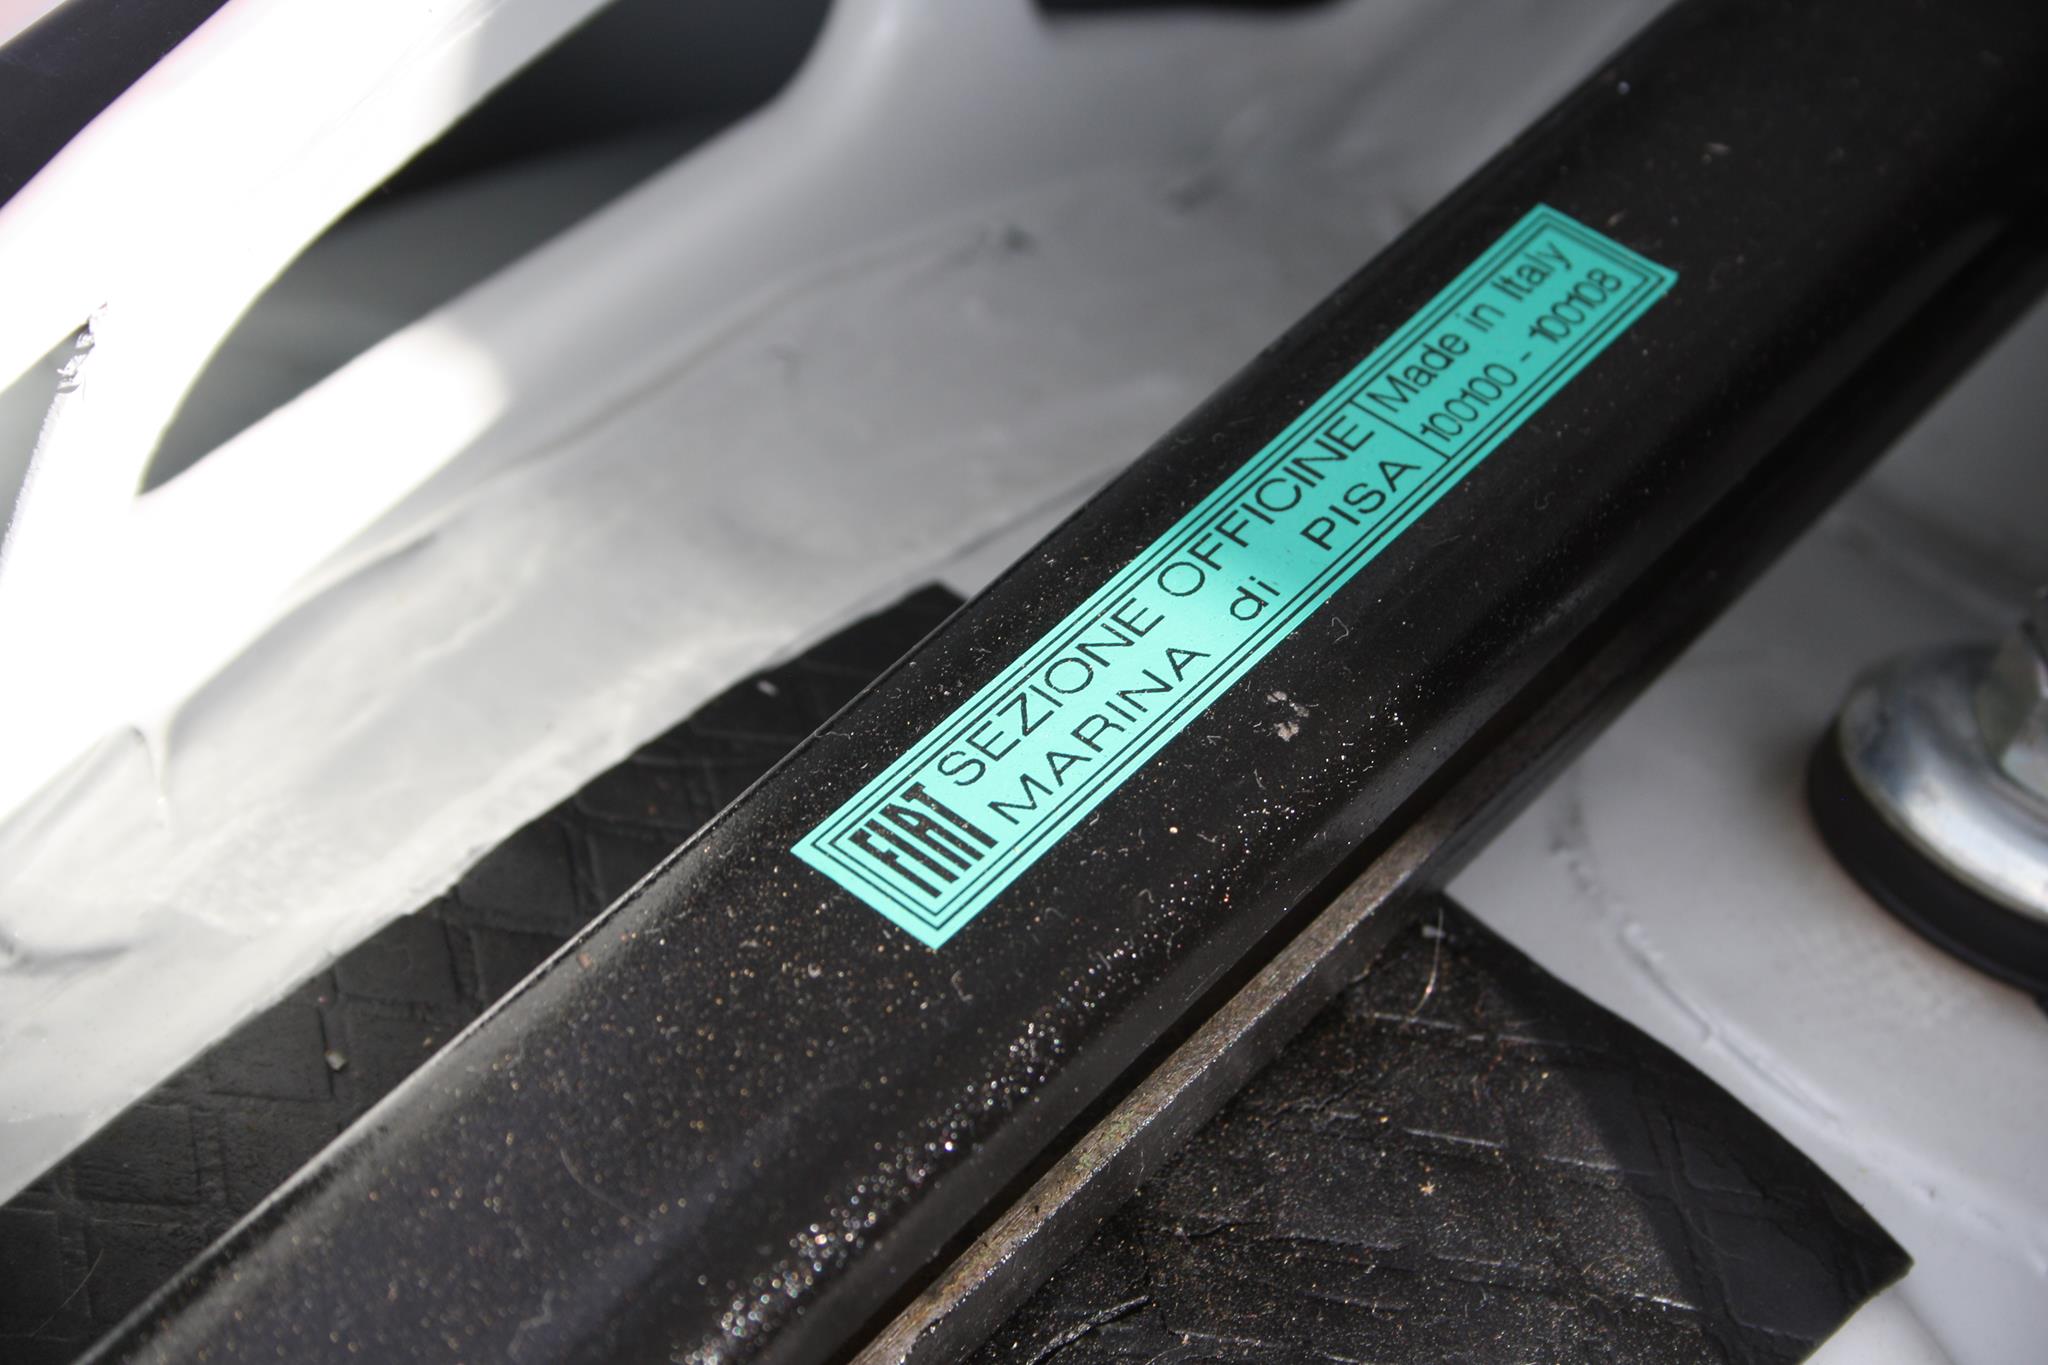 FIAT
SEZIONE OFFICINE
MARINA di PISA
Made in Italy
100100 - 100108